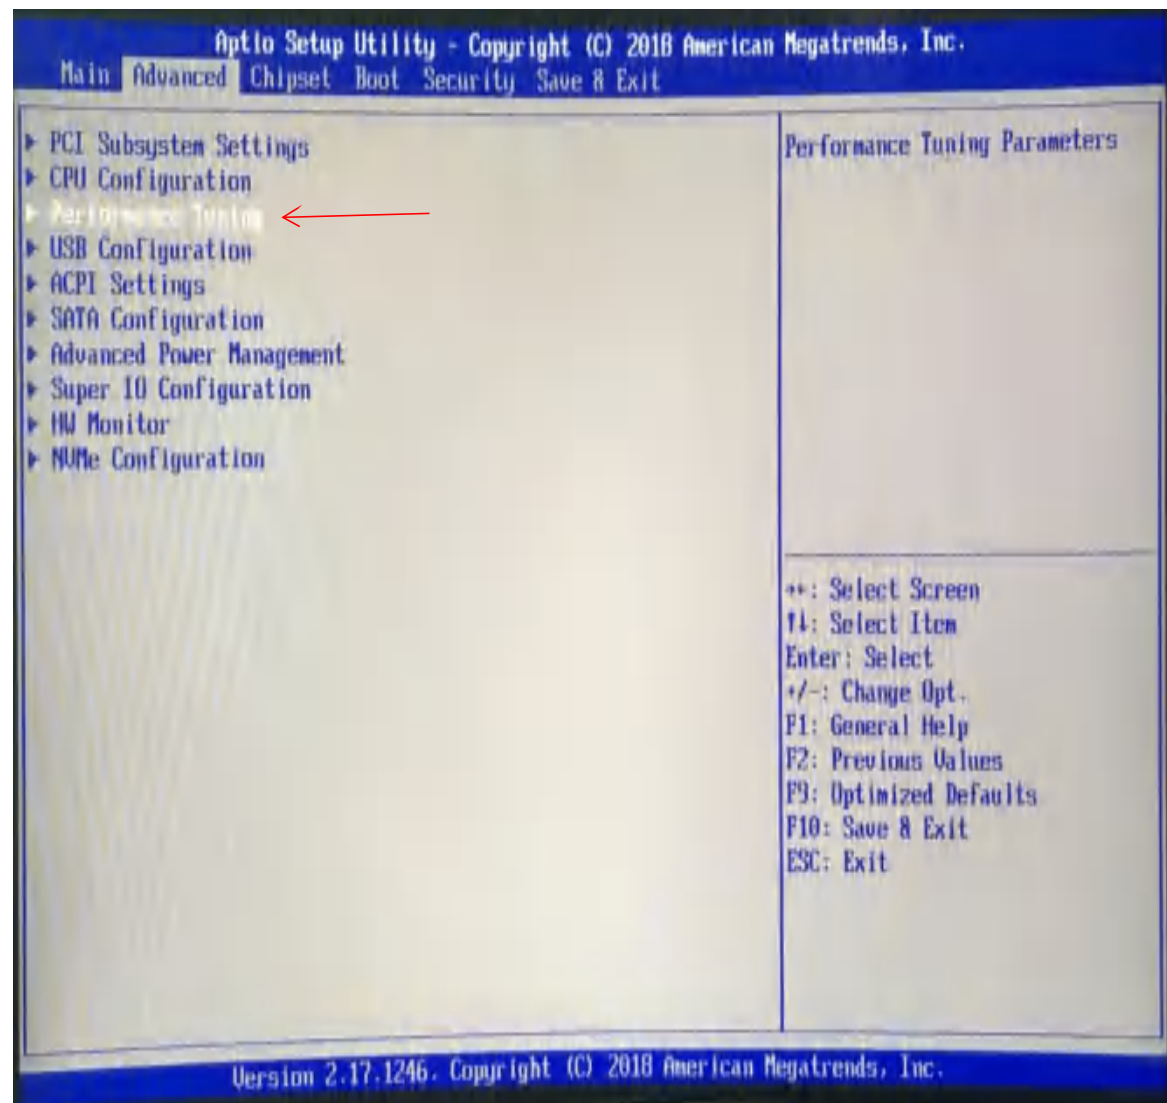 Aptio Setup Utility - Copyright (C) 2018 American Megatrends, Inc.
Main Advanced Chipset Boot Security Save & Exit
PCI Subsystem Settings
CPU Configuration
Performance Tuning
USB Configuration
ACPI Settings
SATA Configuration
Advanced Power Management
Super IO Configuration
HW Monitor
NVMe Configuration
Performance Tuning Parameters
→←: Select Screen
↑↓: Select Item
Enter: Select
+/-: Change Opt.
F1: General Help
F2: Previous Values
F9: Optimized Defaults
F10: Save & Exit
ESC: Exit
Version 2.17.1246. Copyright (C) 2018 American Megatrends, Inc.